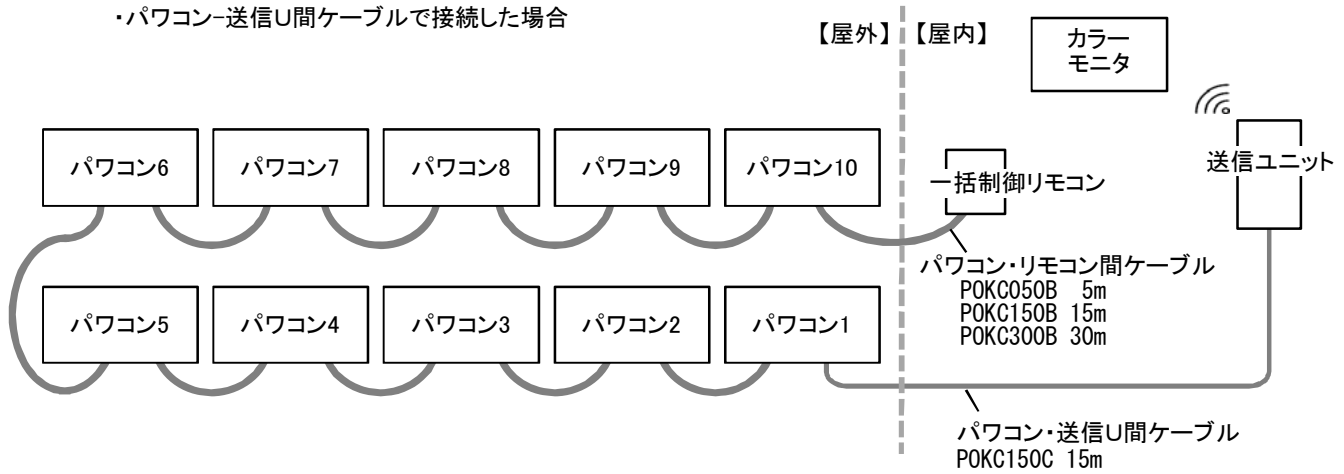 ・パワコン-送信U間ケーブルで接続した場合
【屋外】
【屋内】
カラー
モニタ
パワコン6
パワコン7
パワコン8
パワコン9
パワコン10
一括制御リモコン
送信ユニット
パワコン・リモコン間ケーブル
POKC050B 5m
POKC150B 15m
POKC300B 30m
パワコン5
パワコン4
パワコン3
パワコン2
パワコン1
パワコン・送信U間ケーブル
POKC150C 15m